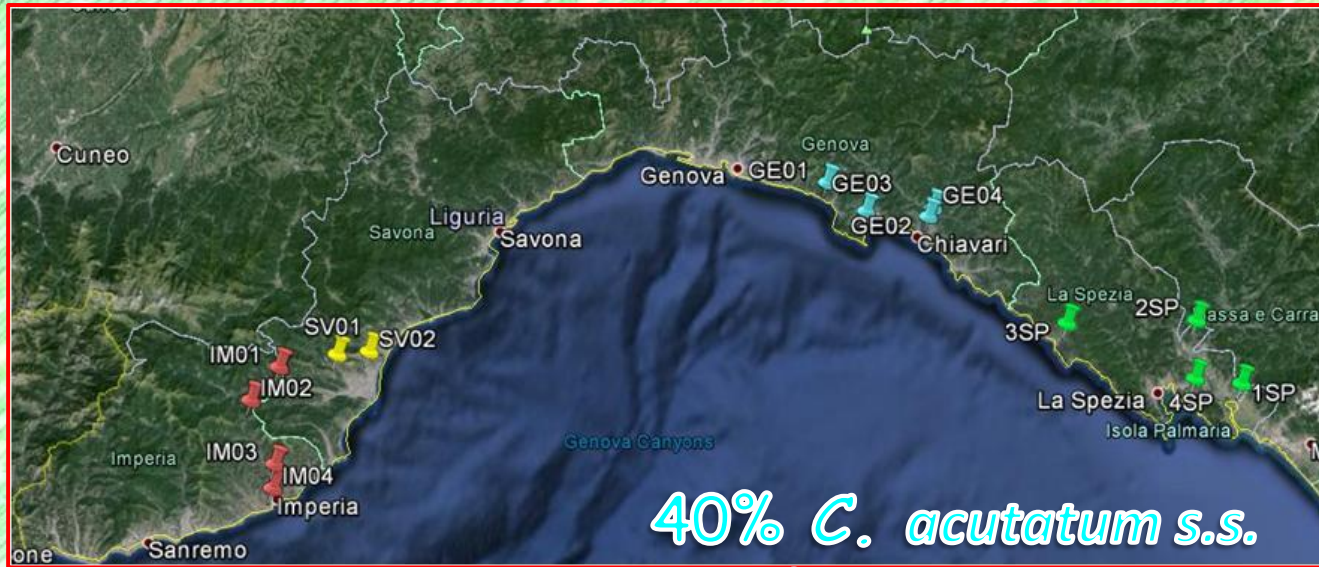 Cuneo
Genova
Genova
GE01
GE03
GE04
GE02
Chiavari
Liguria
Savona
Savona
La Spezia
2SP
assa e Carra
3SP
SV01
SV02
IM01
IM02
La Spezia
4SP
1SP
Isola Palmaria
Genova Canyons
Imperia
IM03
IM04
Imperia
40% C. acutatum s.s.
one
Sanremo
M